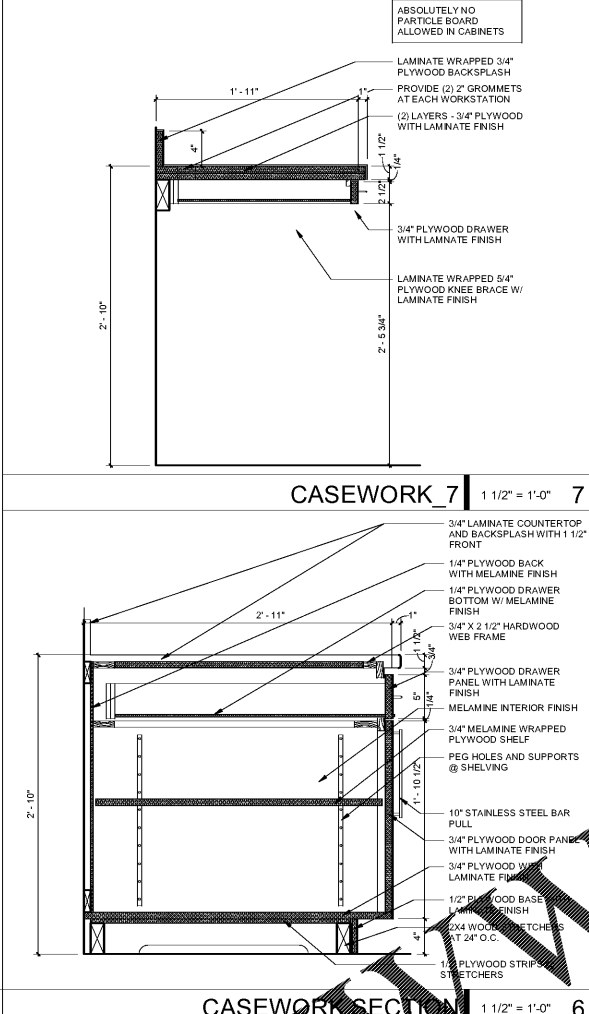 ABSOLUTELY NO
PARTICLE BOARD
ALLOWED IN CABINETS
LAMINATE WRAPPED 3/4"
PLYWOOD BACKSPLASH
1' - 11"
1"
PROVIDE (2) 2" GROMMETS
AT EACH WORKSTATION
(2) LAYERS - 3/4" PLYWOOD
WITH LAMINATE FINISH
4"
1 1/2"
1/4"
2 1/2"
3/4" PLYWOOD DRAWER
WITH LAMNATE FINISH
LAMINATE WRAPPED 5/4"
PLYWOOD KNEE BRACE W/
LAMINATE FINISH
2' - 10"
2' - 5 3/4"
CASEWORK_7 1 1/2" = 1'-0" 7
3/4" LAMINATE COUNTERTOP
AND BACKSPLASH WITH 1 1/2"
FRONT
1/4" PLYWOOD BACK
WITH MELAMINE FINISH
1/4" PLYWOOD DRAWER
BOTTOM W/ MELAMINE
FINISH
2' - 11"
1"
3/4" X 2 1/2" HARDWOOD
WEB FRAME
1 1/2"
3/4"
3/4" PLYWOOD DRAWER
PANEL WITH LAMINATE
FINISH
5"
1/4"
MELAMINE INTERIOR FINISH
3/4" MELAMINE WRAPPED
PLYWOOD SHELF
PEG HOLES AND SUPPORTS
@ SHELVING
2' - 10"
1' - 10 1/2"
10" STAINLESS STEEL BAR
PULL
3/4" PLYWOOD DOOR PANEL
WITH LAMINATE FINISH
3/4" PLYWOOD WITH
LAMINATE FINISH
1/2" PLYWOOD BASE WITH
LAMINATE FINISH
4"
2X4 WOOD STRETCHERS
AT 24" O.C.
PLYWOOD STRIPS
STRETCHERS
CASEWORK SECTION 1 1/2" = 1'-0" 6